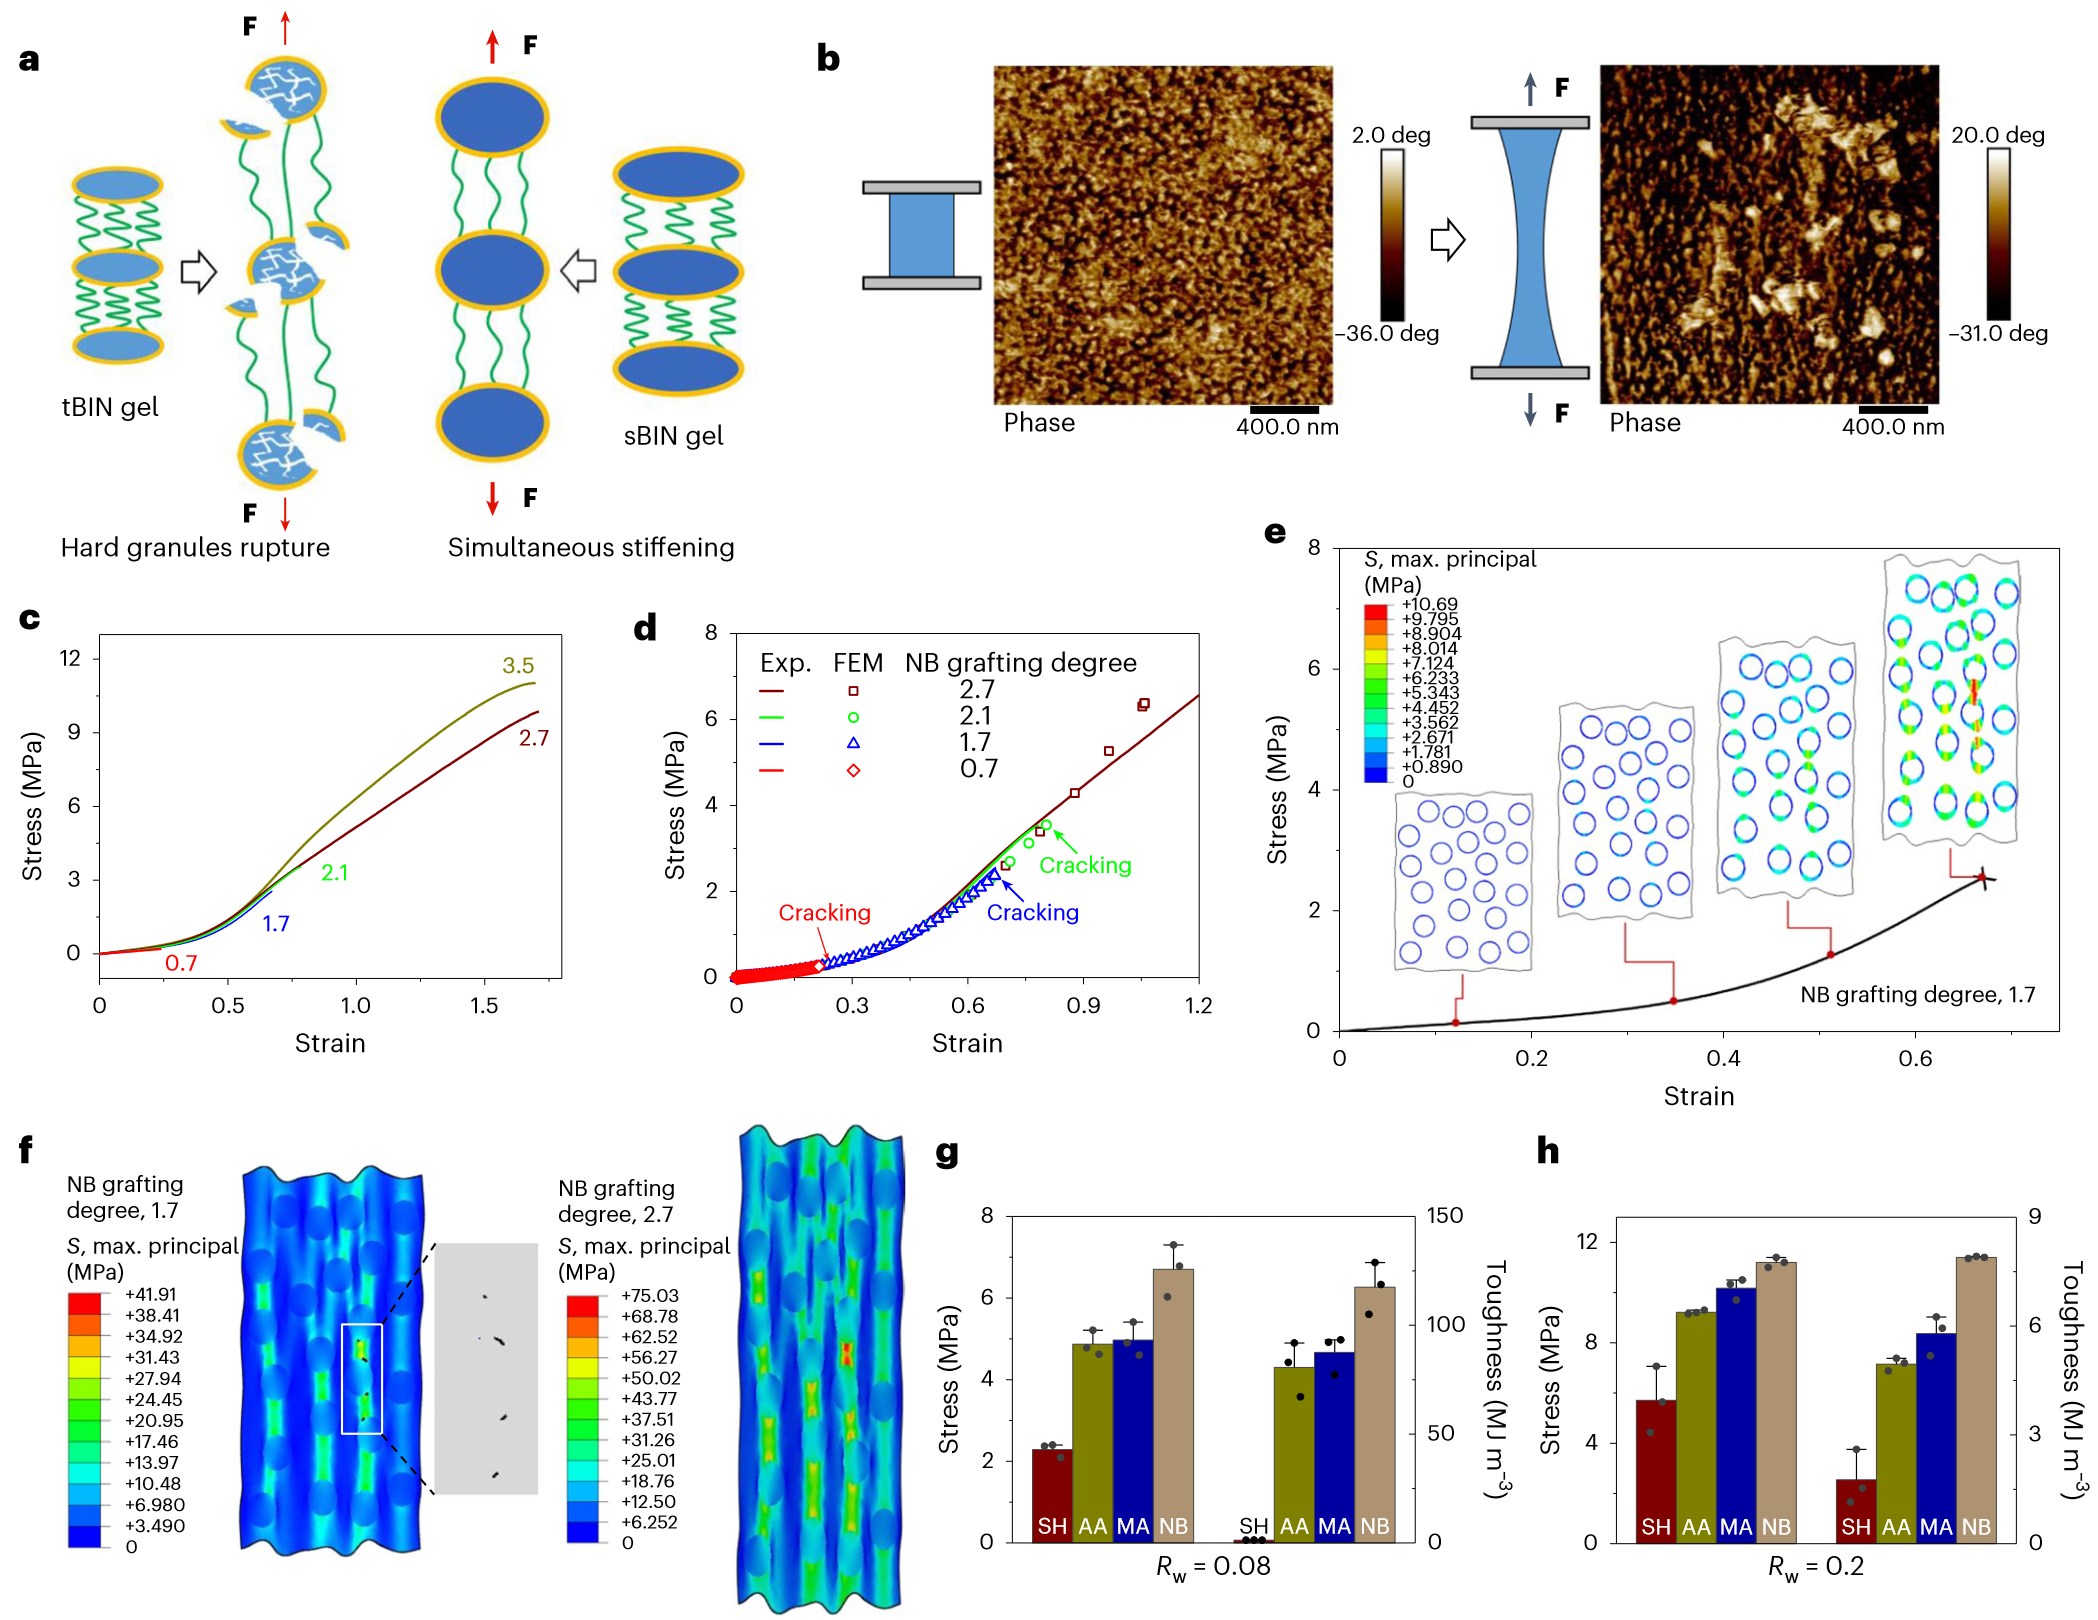 a
F
F
tBIN gel
sBIN gel
F
F
Hard granules rupture
Simultaneous stiffening
b
2.0 deg
–36.0 deg
Phase
400.0 nm
F
F
20.0 deg
–31.0 deg
Phase
400.0 nm
c
Stress (MPa)
12
9
6
3
0
3.5
2.7
2.1
1.7
0.7
0
0.5
1.0
1.5
Strain
d
Stress (MPa)
8
6
4
2
0
Exp.
FEM
NB grafting degree
2.7
2.1
1.7
0.7
Cracking
Cracking
Cracking
0
0.3
0.6
0.9
1.2
Strain
e
Stress (MPa)
8
6
4
2
0
S, max. principal
(MPa)
+10.69
+9.795
+8.904
+8.014
+7.124
+6.233
+5.343
+4.452
+3.562
+2.671
+1.781
+0.890
0
NB grafting degree, 1.7
0
0.2
0.4
0.6
Strain
f
NB grafting
degree, 1.7
S, max. principal
(MPa)
+41.91
+38.41
+34.92
+31.43
+27.94
+24.45
+20.95
+17.46
+13.97
+10.48
+6.980
+3.490
0
NB grafting
degree, 2.7
S, max. principal
(MPa)
+75.03
+68.78
+62.52
+56.27
+50.02
+43.77
+37.51
+31.26
+25.01
+18.76
+12.50
+6.252
0
g
Stress (MPa)
8
6
4
2
0
SH
AA
MA
NB
SH
AA
MA
NB
150
100
50
0
Toughness (MJ m–3)
Rw = 0.08
h
Stress (MPa)
12
8
4
0
SH
AA
MA
NB
SH
AA
MA
NB
9
6
3
0
Toughness (MJ m–3)
Rw = 0.2